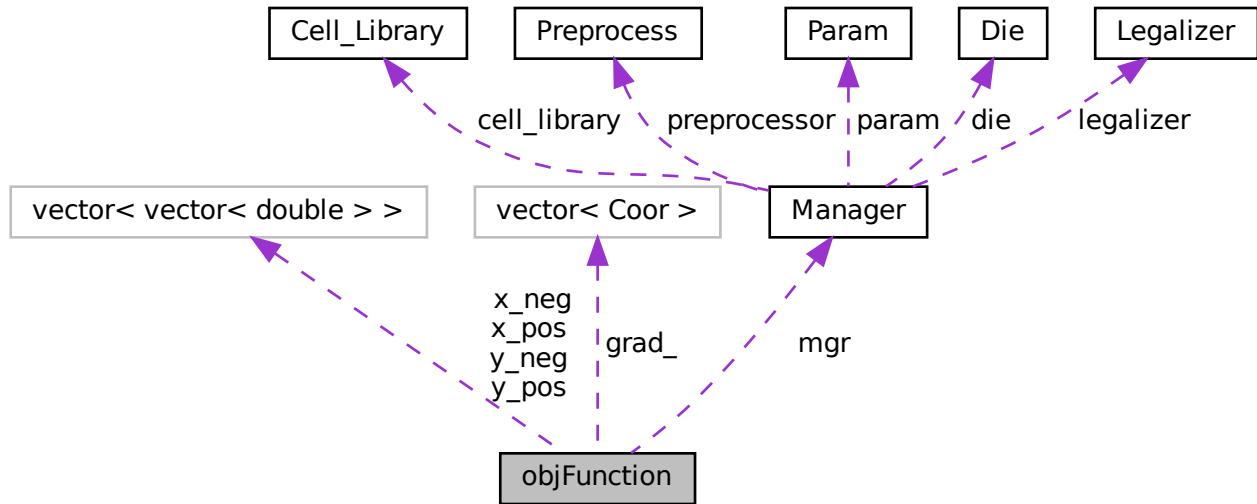 Cell_Library
Preprocess
Param
Die
Legalizer
cell_library
preprocessor
param
die
legalizer
vector< vector< double > >
vector< Coor >
Manager
x_neg
x_pos
y_neg
y_pos
grad_
mgr
objFunction